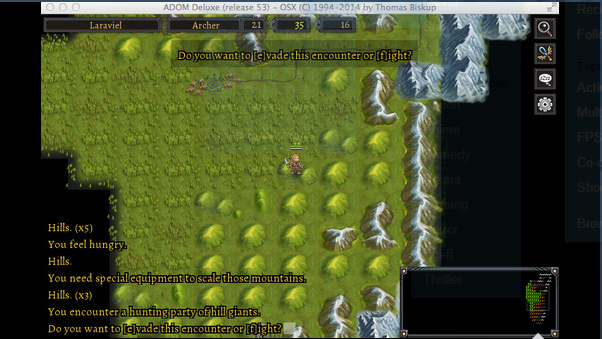 ADOM Deluxe (release 53) - OSX (C) 1994-2014 by Thomas Biskup
Laraviel Archer 21 35 16
Do you want to [e]vade this encounter or [f]ight?
Hills. (x5)
You feel hungry.
Hills.
You need special equipment to scale those mountains.
Hills. (x3)
You encounter a hunting party of hill giants.
Do you want to [e]vade this encounter or [f]ight?
Thriller